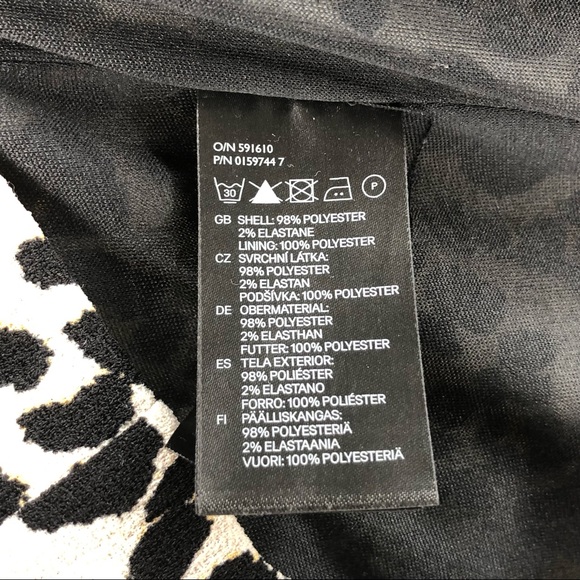 O/N 591610
P/N 0159744 7
30 P
GB SHELL: 98% POLYESTER
2% ELASTANE
LINING: 100% POLYESTER
CZ SVRCHNÍ LÁTKA:
98% POLYESTER
2% ELASTAN
PODŠÍVKA: 100% POLYESTER
DE OBERMATERIAL:
98% POLYESTER
2% ELASTHAN
FUTTER: 100% POLYESTER
ES TELA EXTERIOR:
98% POLIÉSTER
2% ELASTANO
FORRO: 100% POLIÉSTER
FI PÄÄLLISKANGAS:
98% POLYESTERIÄ
2% ELASTAANIA
VUORI: 100% POLYESTERIÄ